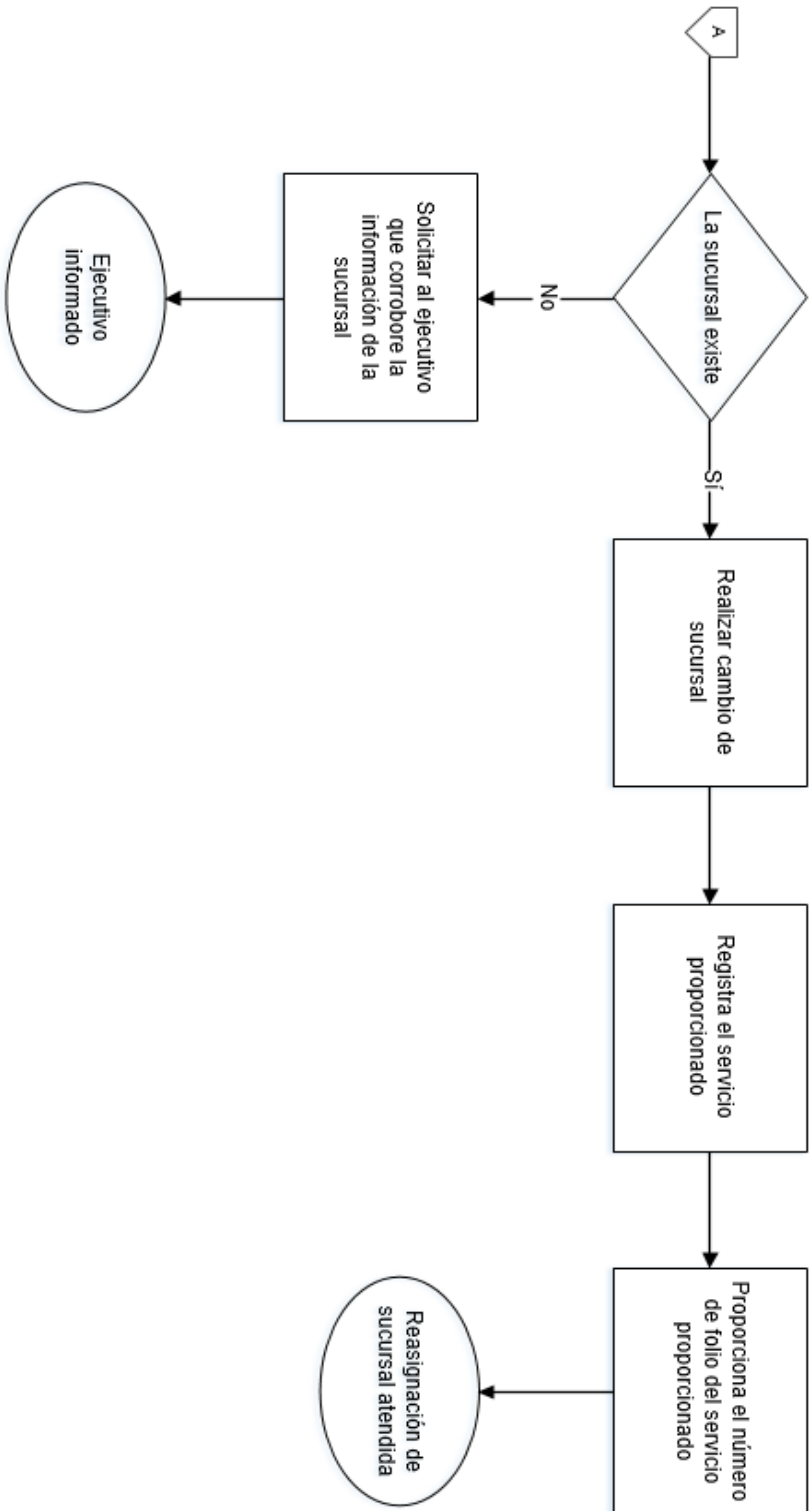 A
La sucursal existe
Sí
Realizar cambio de
sucursal
Registra el servicio
proporcionado
Proporciona el número
de folio del servicio
proporcionado
No
Solicitar al ejecutivo
que corrobore la
información de la
sucursal
Reasignación de
sucursal atendida
Ejecutivo
informado